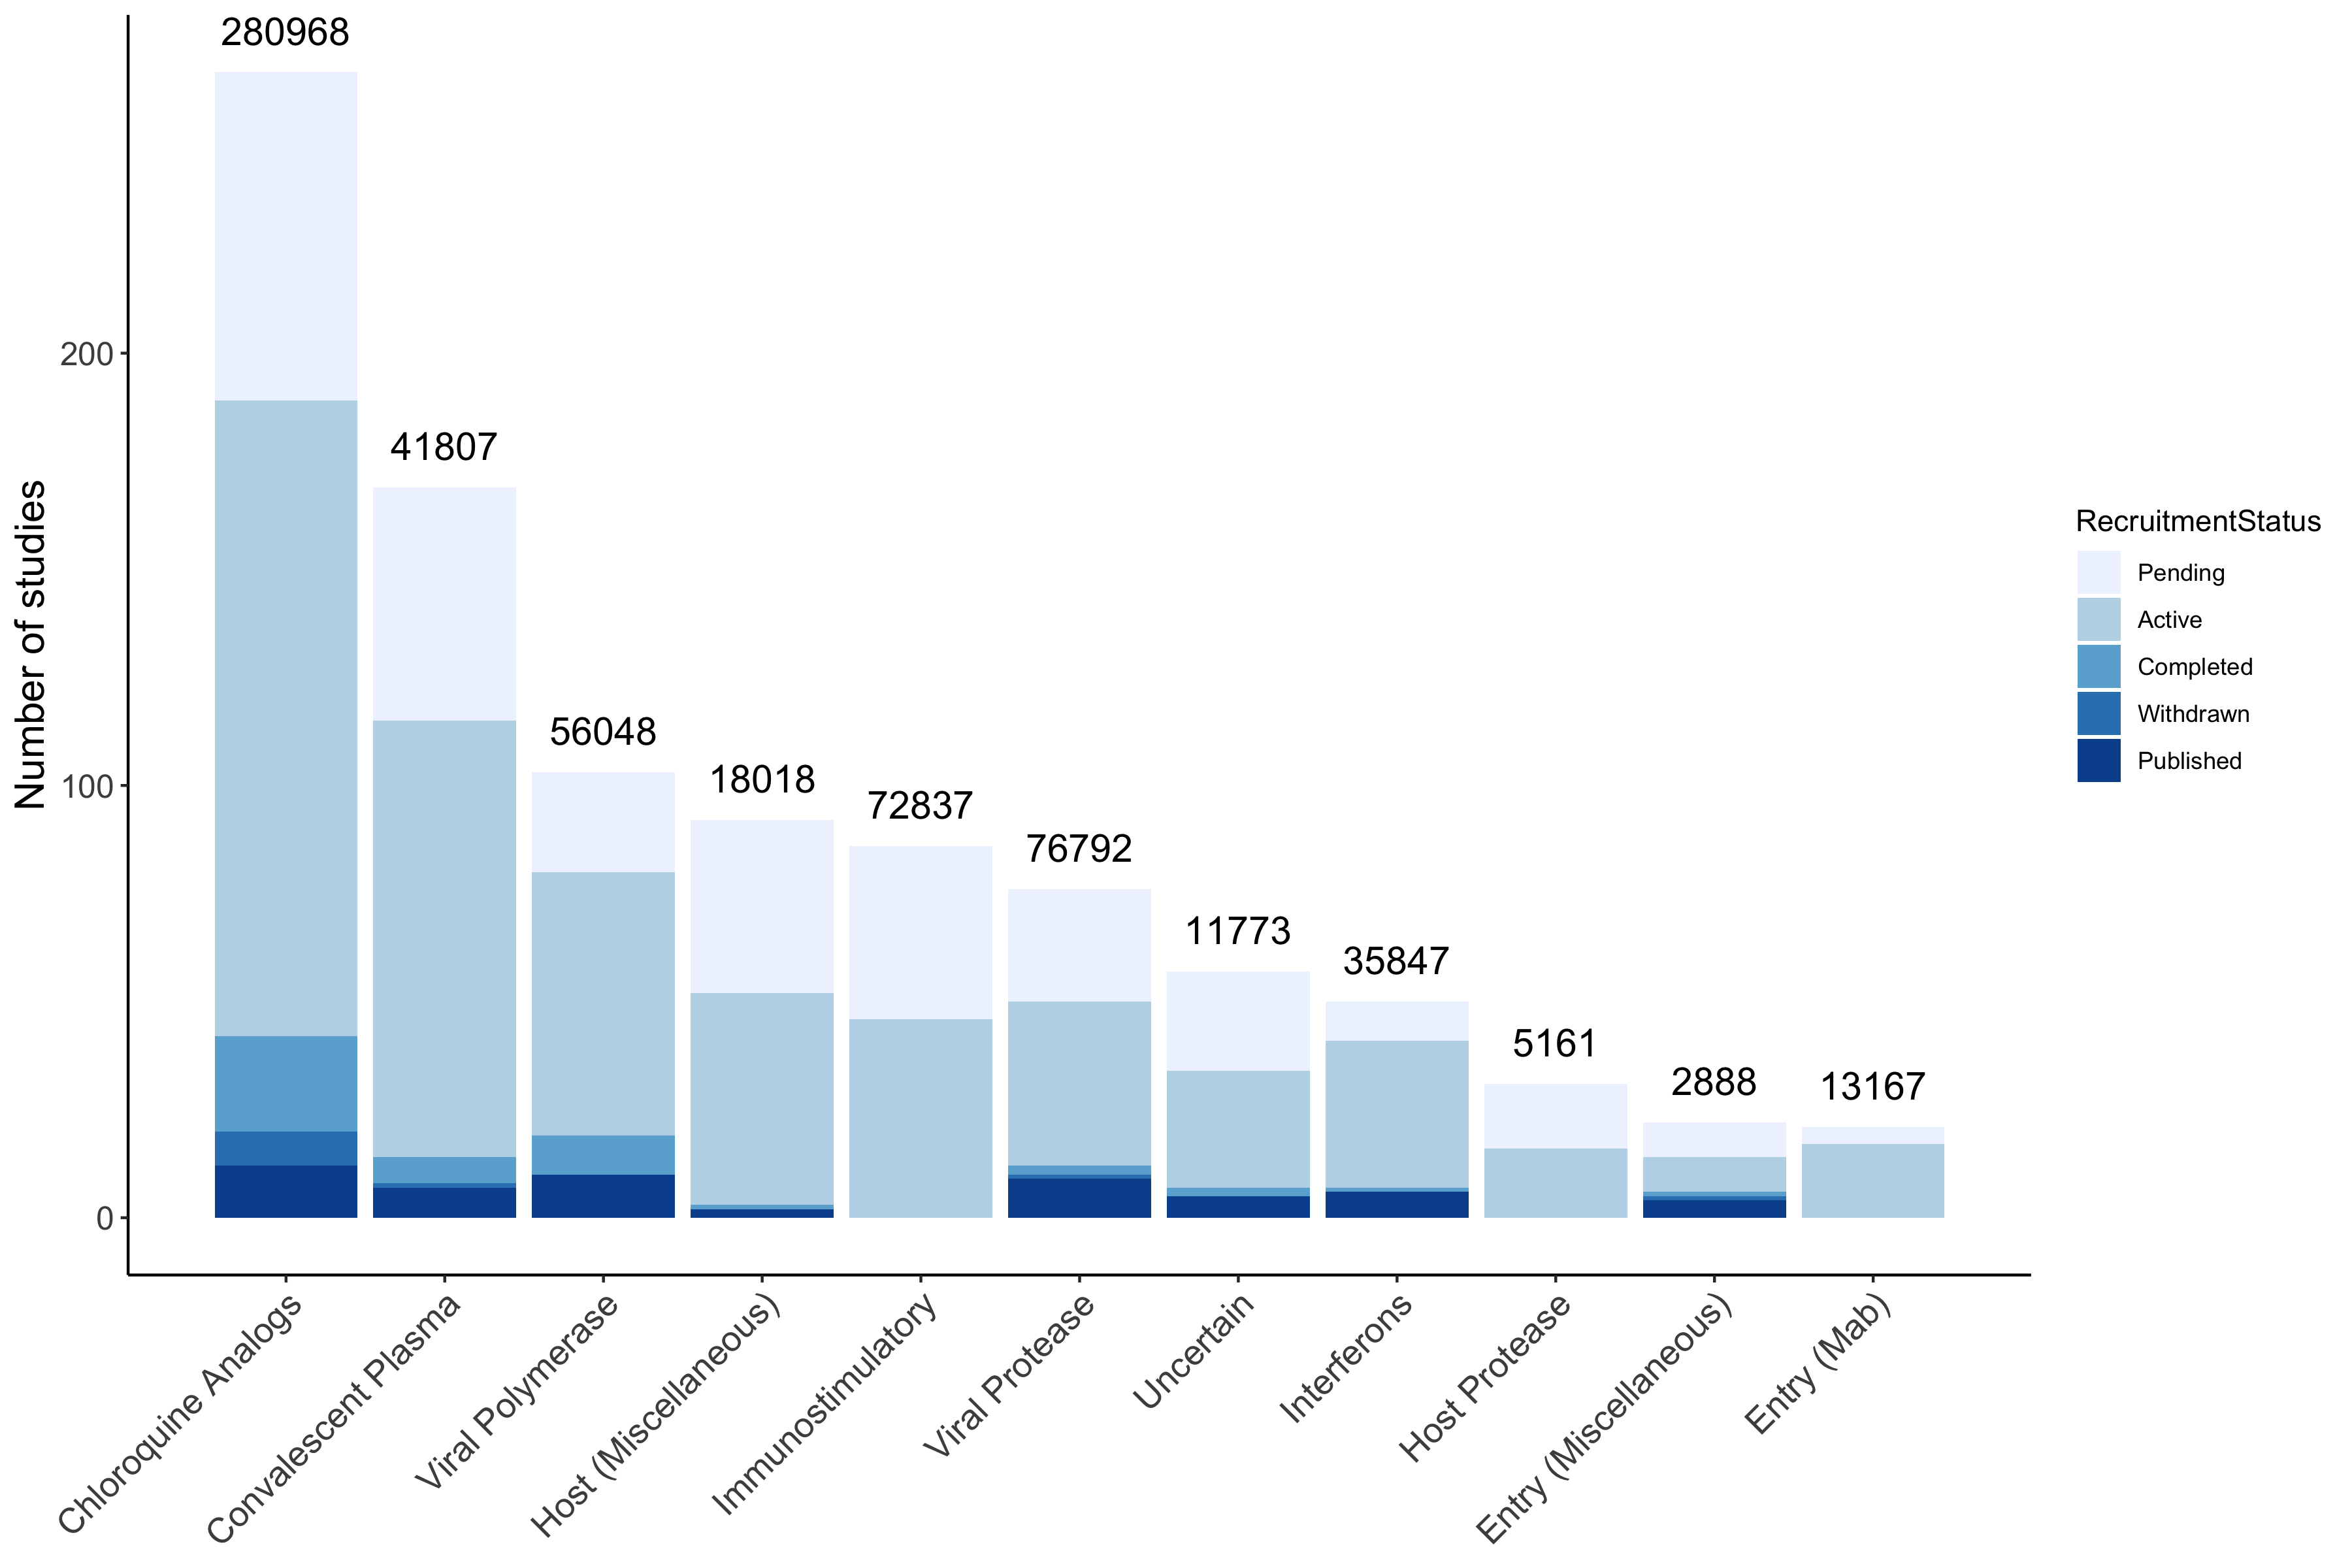 280968
41807
56048
18018
72837
76792
11773
35847
5161
2888
13167
Number of studies
200
100
0
Chloroquine Analogs
Convalescent Plasma
Viral Polymerase
Host (Miscellaneous)
Immunostimulatory
Viral Protease
Uncertain
Interferons
Host Protease
Entry (Miscellaneous)
Entry (Mab)
RecruitmentStatus
Pending
Active
Completed
Withdrawn
Published